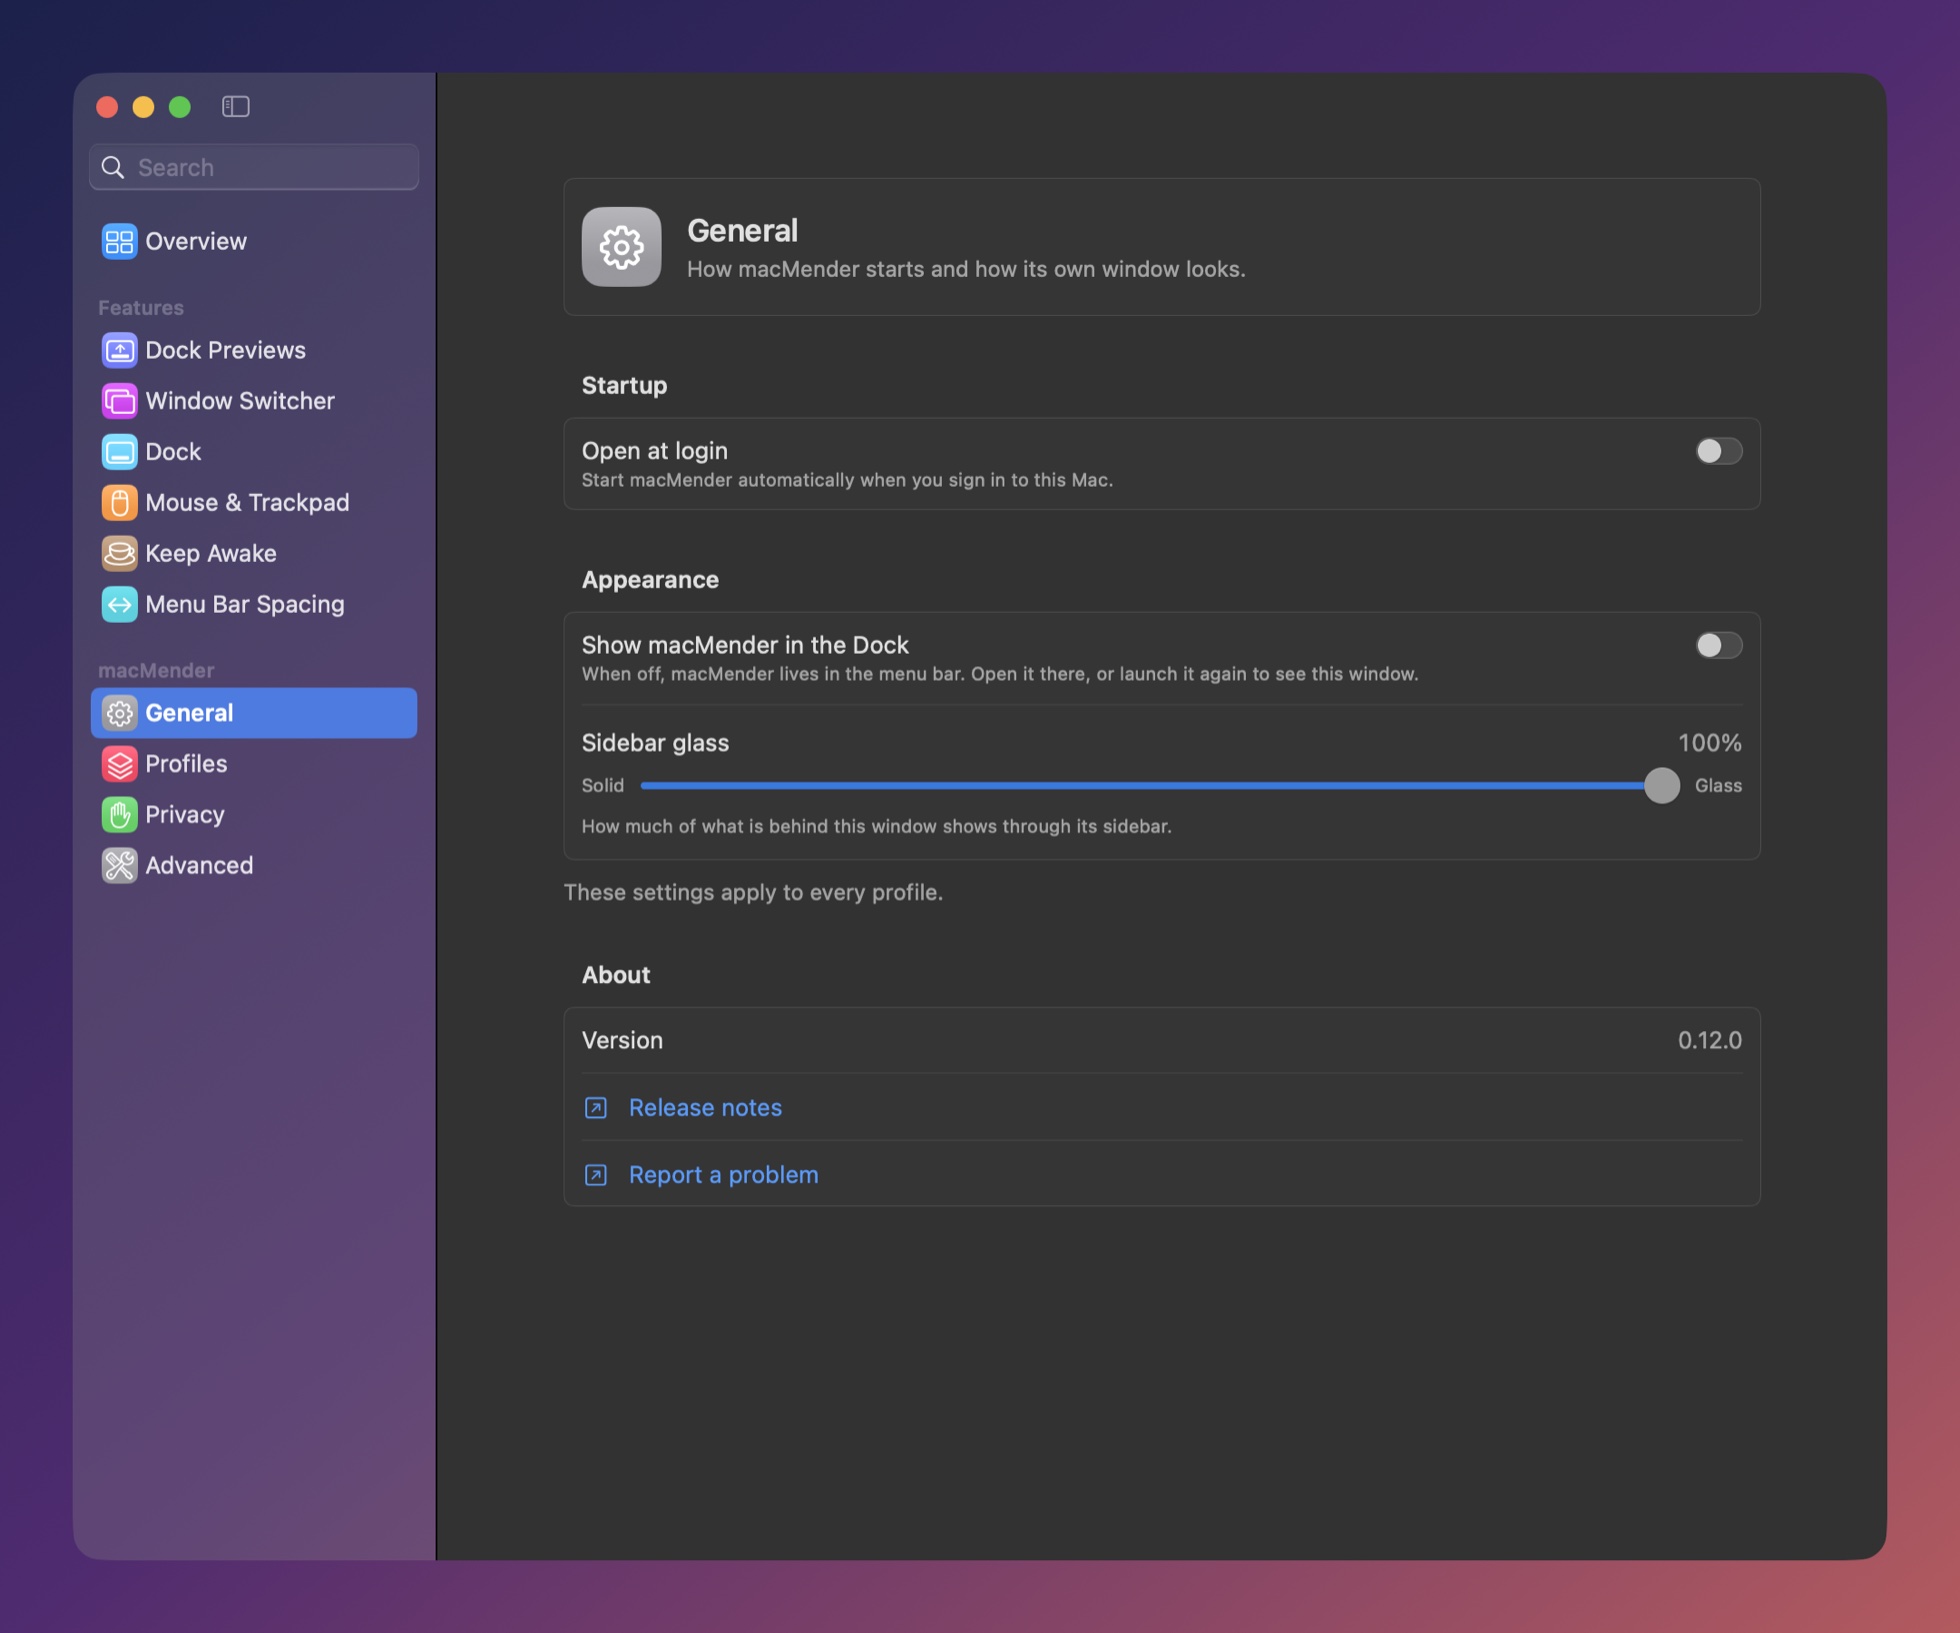 Search
Overview
Features
Dock Previews
Window Switcher
Dock
Mouse & Trackpad
Keep Awake
Menu Bar Spacing
macMender
General
Profiles
Privacy
Advanced
General
How macMender starts and how its own window looks.
Startup
Open at login
Start macMender automatically when you sign in to this Mac.
Appearance
Show macMender in the Dock
When off, macMender lives in the menu bar. Open it there, or launch it again to see this window.
Sidebar glass 100%
Solid Glass
How much of what is behind this window shows through its sidebar.
These settings apply to every profile.
About
Version 0.12.0
Release notes
Report a problem